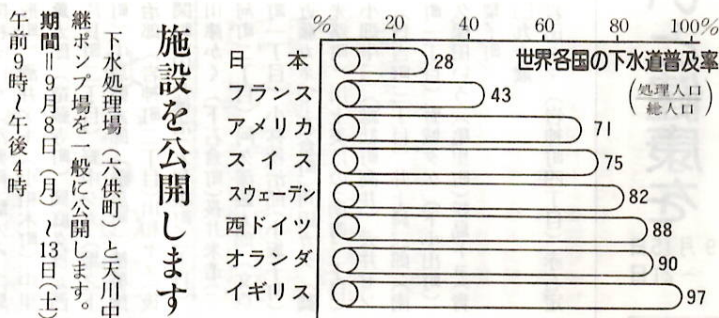 施設を公開します
下水処理場（六供町）と天川中
継ポンプ場を一般に公開します。
期間＝9月8日（月）～13日（土）
午前9時～午後4時
% 20 40 60 80 100%
世界各国の下水道普及率
（処理人口/総人口）
日本 28
フランス 43
アメリカ 71
スイス 75
スウェーデン 82
西ドイツ 88
オランダ 90
イギリス 97